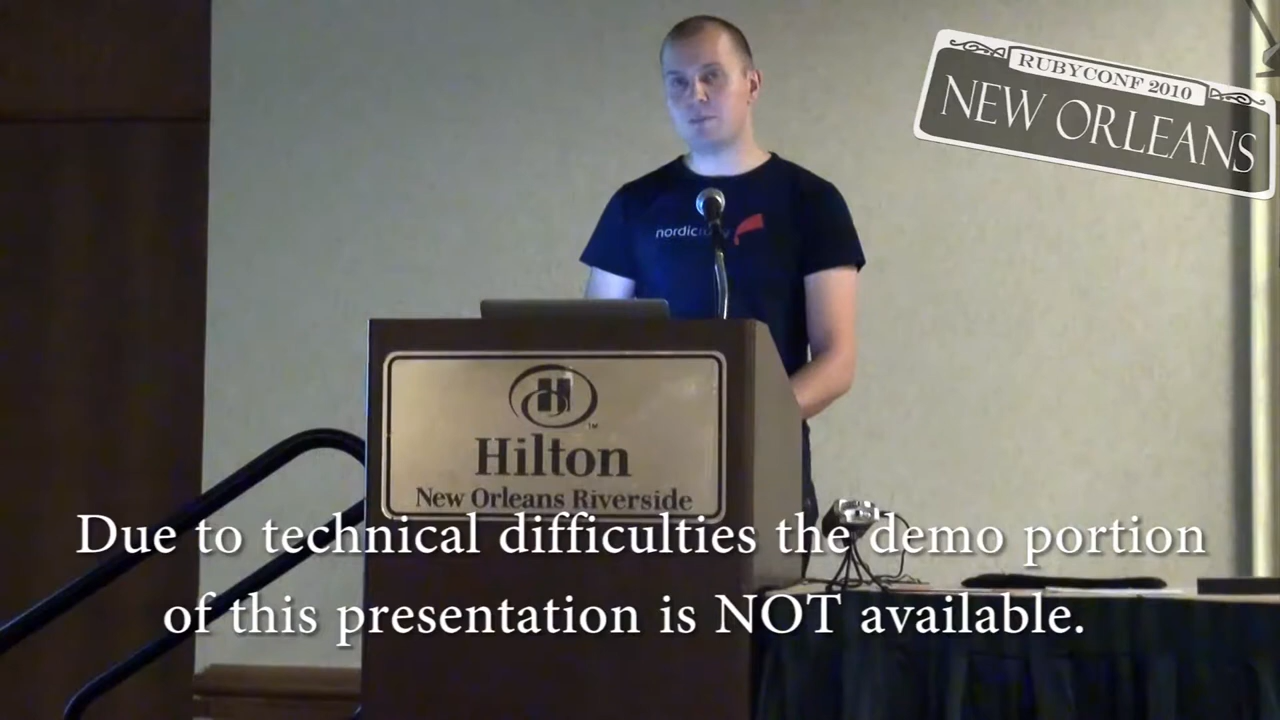 RUBYCONF 2010
NEW ORLEANS
nordic
Hilton
New Orleans Riverside
Due to technical difficulties the demo portion
of this presentation is NOT available.